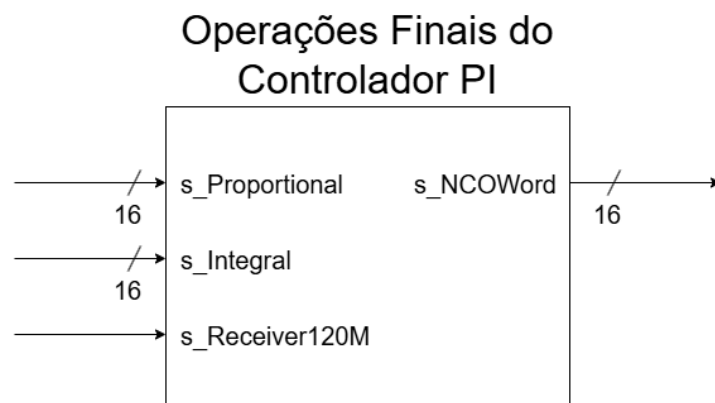 Operações Finais do
Controlador PI
s_Proportional s_NCOWord
16 16
s_Integral
16
s_Receiver120M